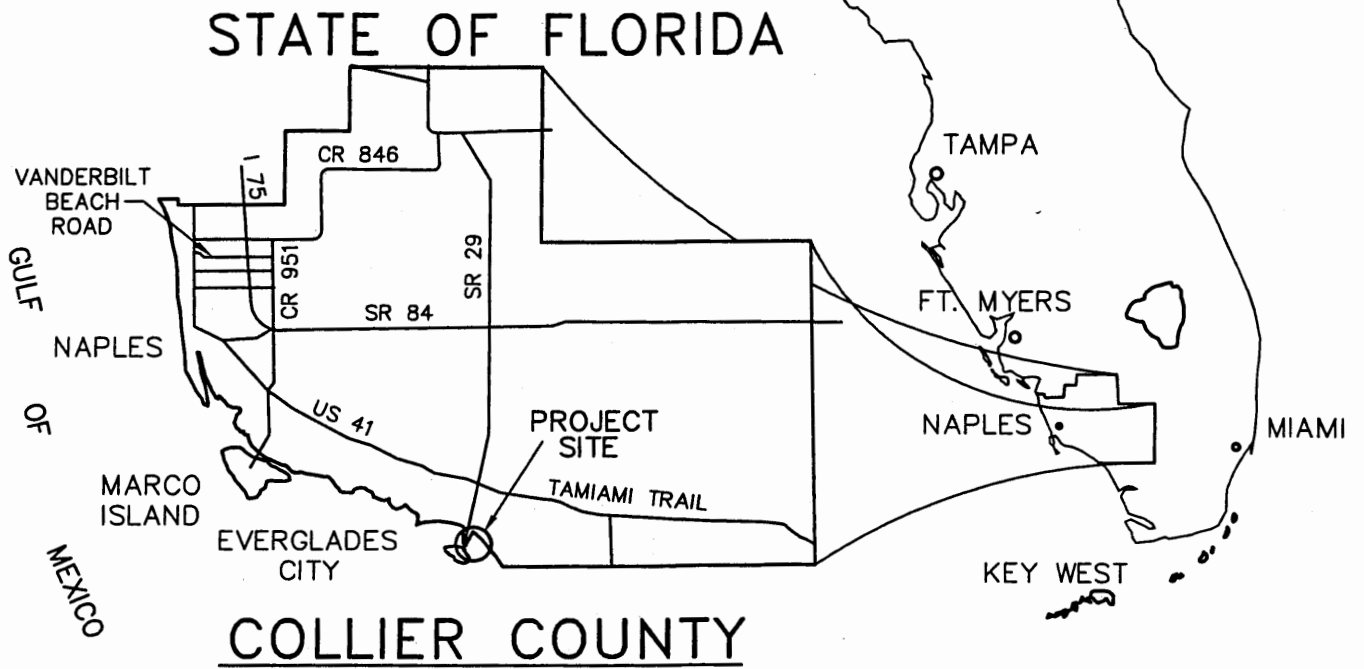 STATE OF FLORIDA
TAMPA
CR 846
I 75
VANDERBILT
BEACH
ROAD
CR 951
SR 29
GULF
FT. MYERS
SR 84
NAPLES
US 41
OF
PROJECT
SITE
NAPLES
MIAMI
MARCO
ISLAND
TAMIAMI TRAIL
EVERGLADES
CITY
KEY WEST
MEXICO
COLLIER COUNTY